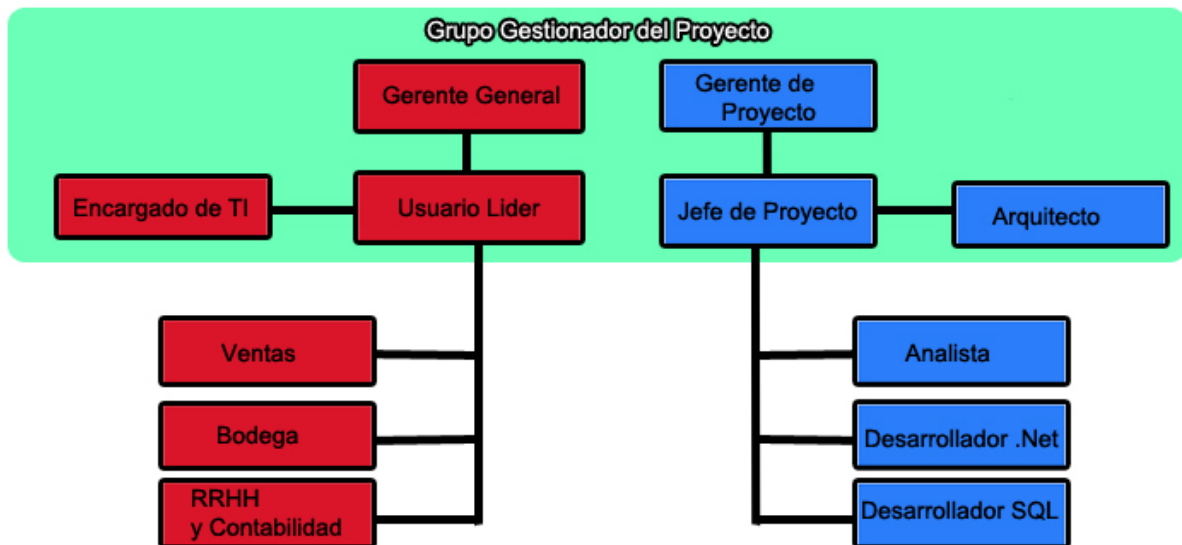 Grupo Gestionador del Proyecto
Gerente General
Gerente de
Proyecto
Encargado de TI
Usuario Lider
Jefe de Proyecto
Arquitecto
Ventas
Analista
Bodega
Desarrollador .Net
RRHH
y Contabilidad
Desarrollador SQL